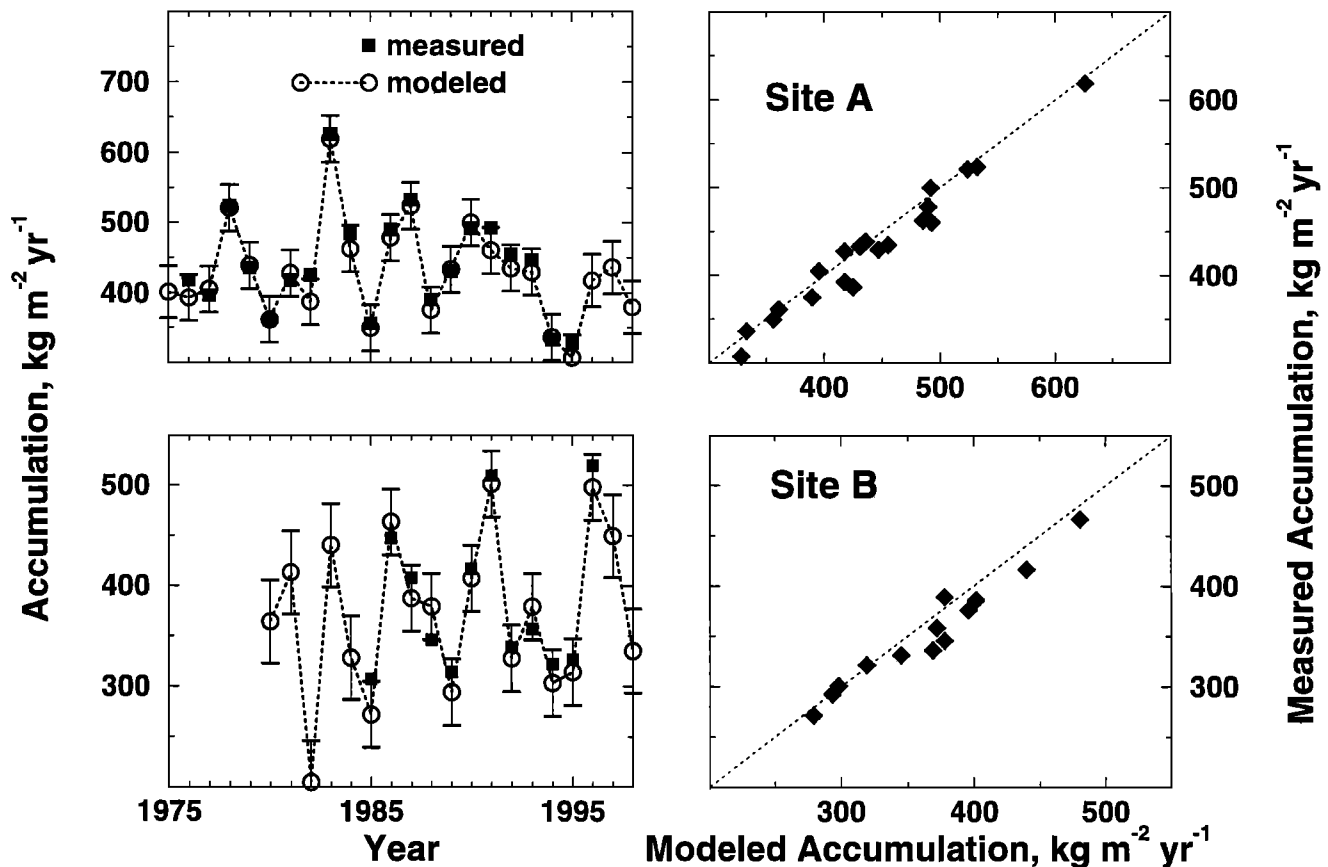 Accumulation, kg m⁻² yr⁻¹
700
600
500
400
measured
modeled
Site A
600
500
400
400 500 600
500
400
300
1975 1985 1995
Year
Site B
500
400
300
300 400 500
Modeled Accumulation, kg m⁻² yr⁻¹
Measured Accumulation, kg m⁻² yr⁻¹